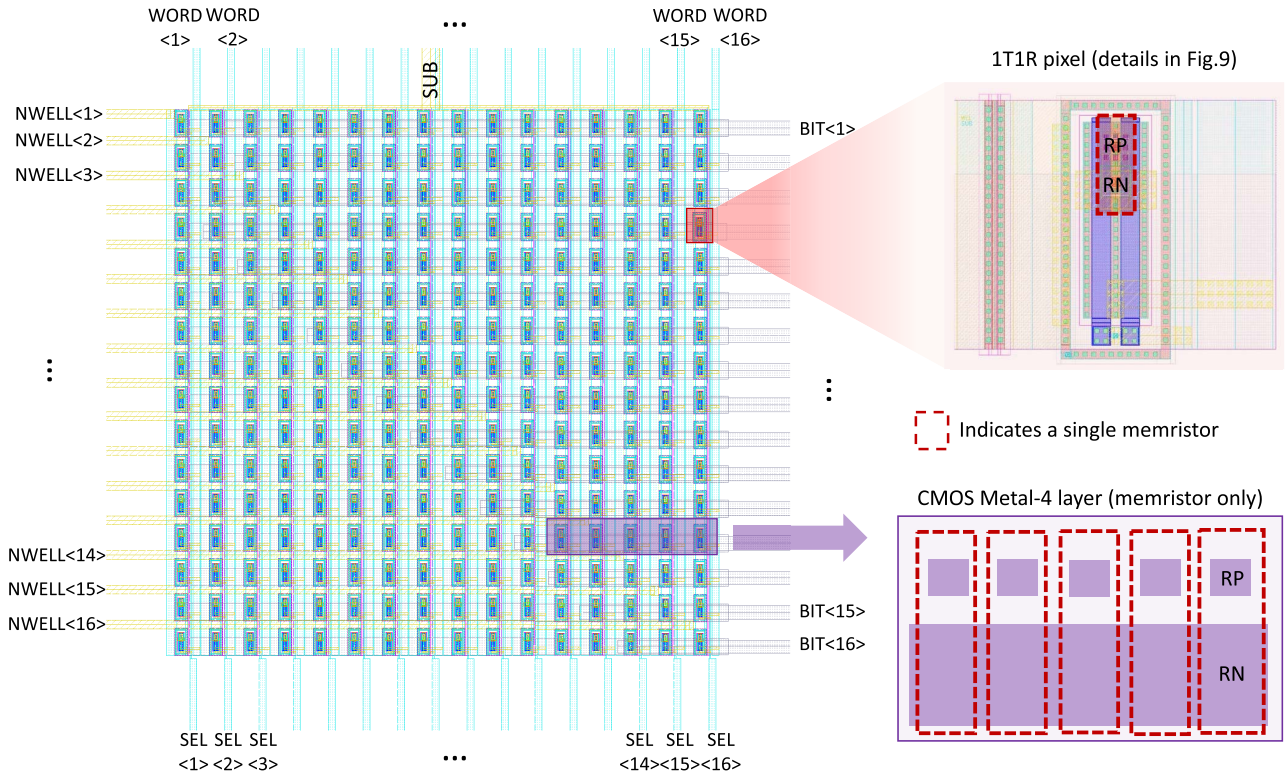 WORD WORD ... WORD WORD
<1> <2> <15> <16>
SUB
1T1R pixel (details in Fig.9)
NWELL<1>
NWELL<2>
NWELL<3>
BIT<1>
RP
RN
Indicates a single memristor
CMOS Metal-4 layer (memristor only)
RP
RN
NWELL<14>
NWELL<15>
NWELL<16>
BIT<15>
BIT<16>
SEL SEL SEL ... SEL SEL SEL
<1> <2> <3> <14> <15> <16>